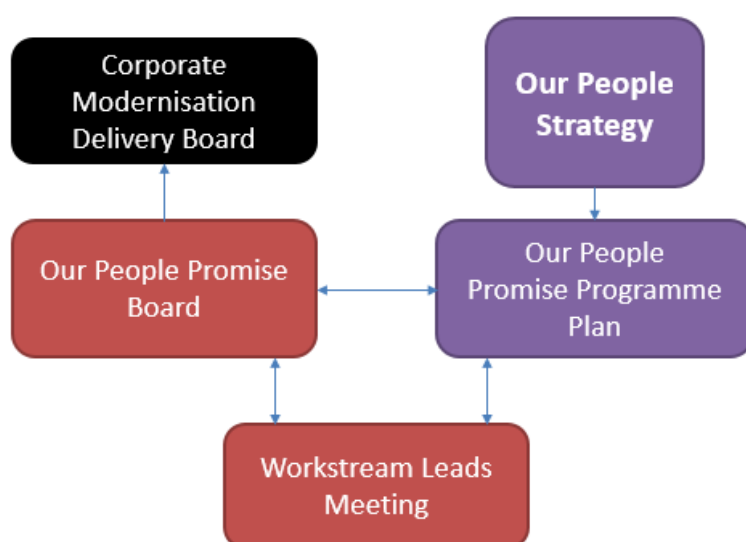 Corporate
Modernisation
Delivery Board
Our People
Strategy
Our People Promise
Board
Our People
Promise Programme
Plan
Workstream Leads
Meeting